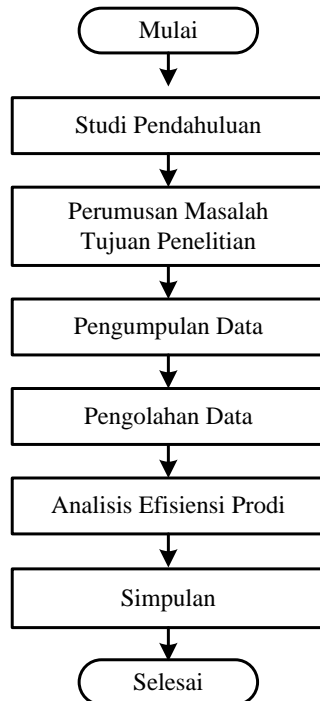 Mulai
Studi Pendahuluan
Perumusan Masalah
Tujuan Penelitian
Pengumpulan Data
Pengolahan Data
Analisis Efisiensi Prodi
Simpulan
Selesai